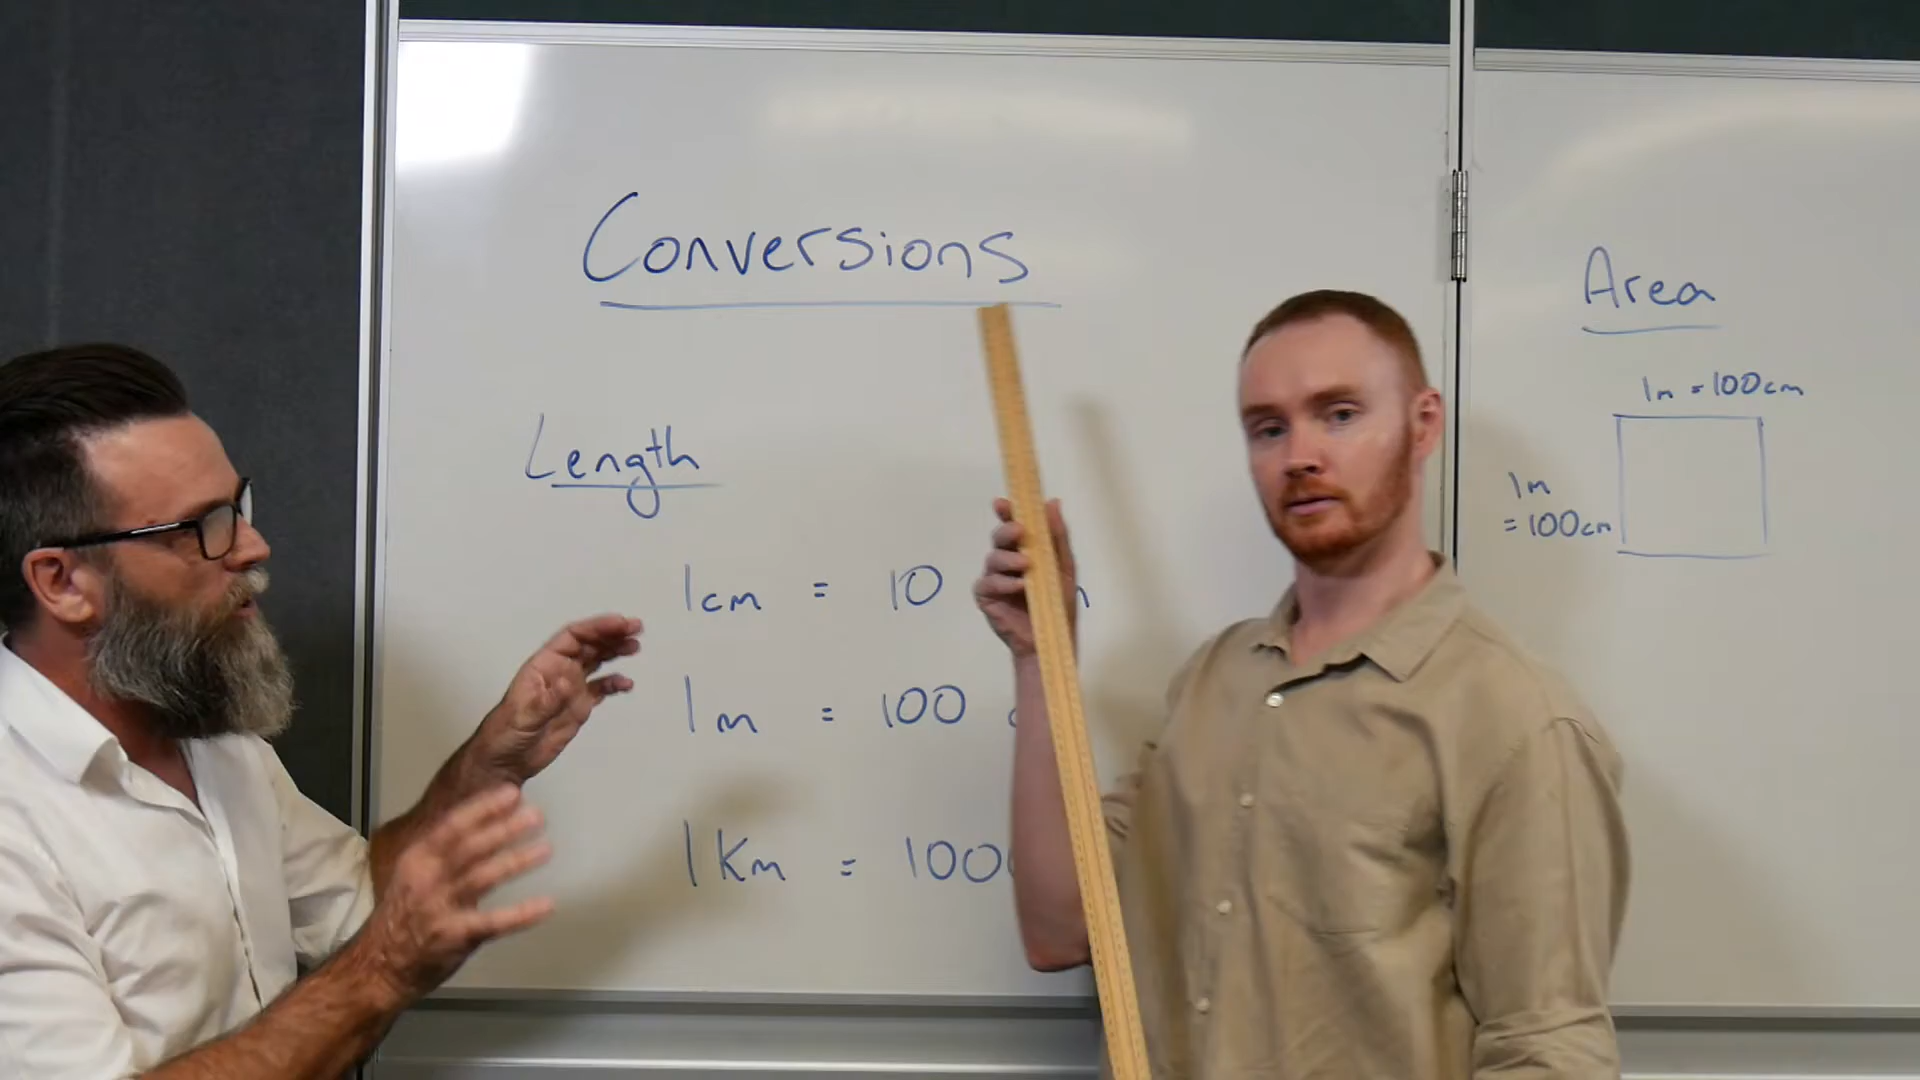 Conversions
Length
1cm = 10
1m = 100
1Km = 100
Area
1m = 100cm
1m
= 100cm